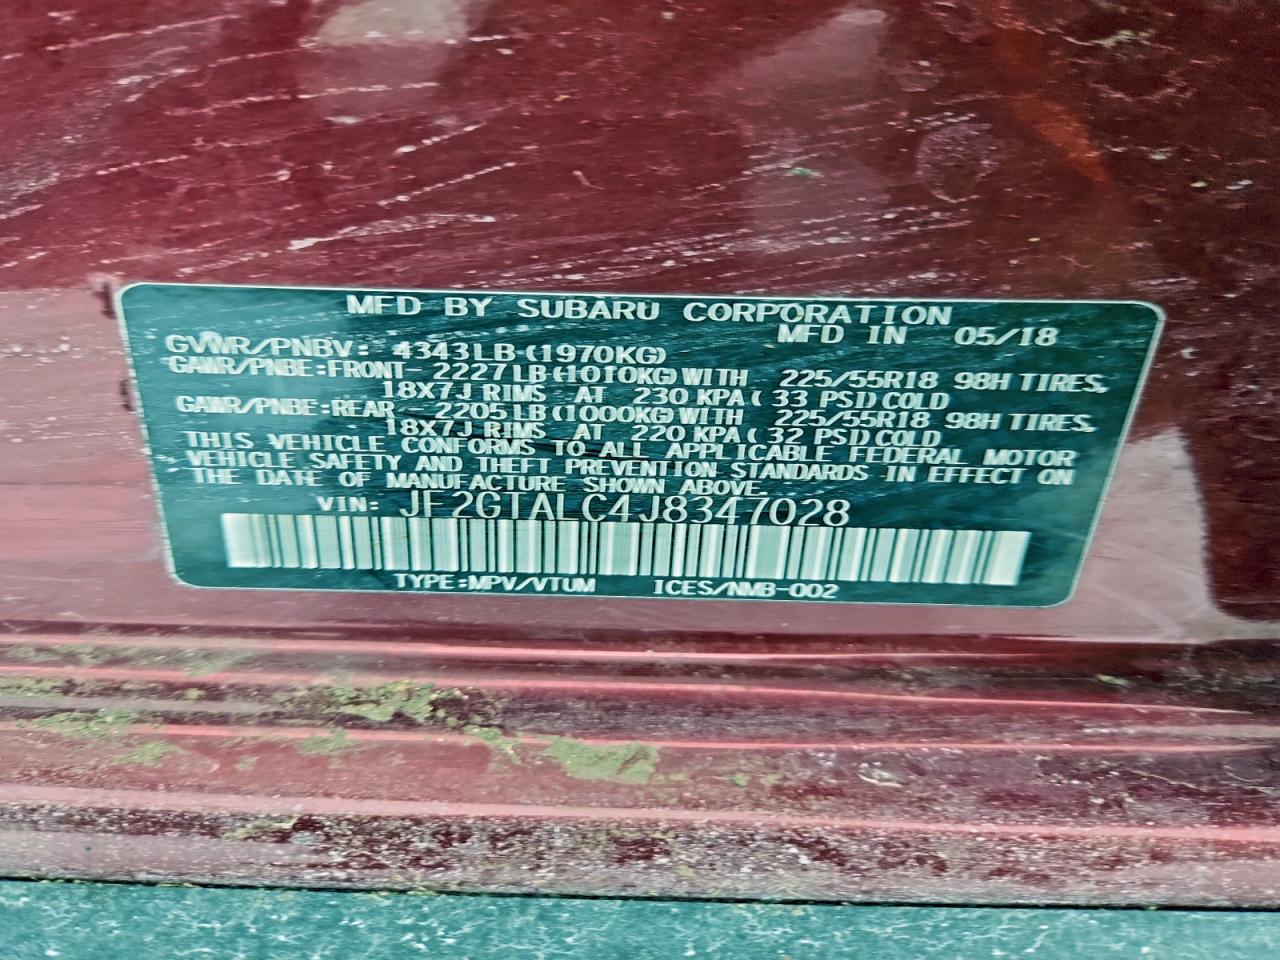 MFD BY SUBARU CORPORATION
MFD IN 05/18
GVWR/PNBV: 4343LB(1970KG)
GAWR/PNBE:FRONT- 2227LB(1010KG)WITH 225/55R18 98H TIRES,
18X7J RIMS AT 230 KPA( 33 PSI)COLD
GAWR/PNBE:REAR - 2205LB(1000KG)WITH 225/55R18 98H TIRES,
18X7J RIMS AT 220 KPA( 32 PSI)COLD
THIS VEHICLE CONFORMS TO ALL APPLICABLE FEDERAL MOTOR
VEHICLE SAFETY AND THEFT PREVENTION STANDARDS IN EFFECT ON
THE DATE OF MANUFACTURE SHOWN ABOVE.
VIN: JF2GTALC4J8347028
TYPE:MPV/VTUM ICES/NMB-002